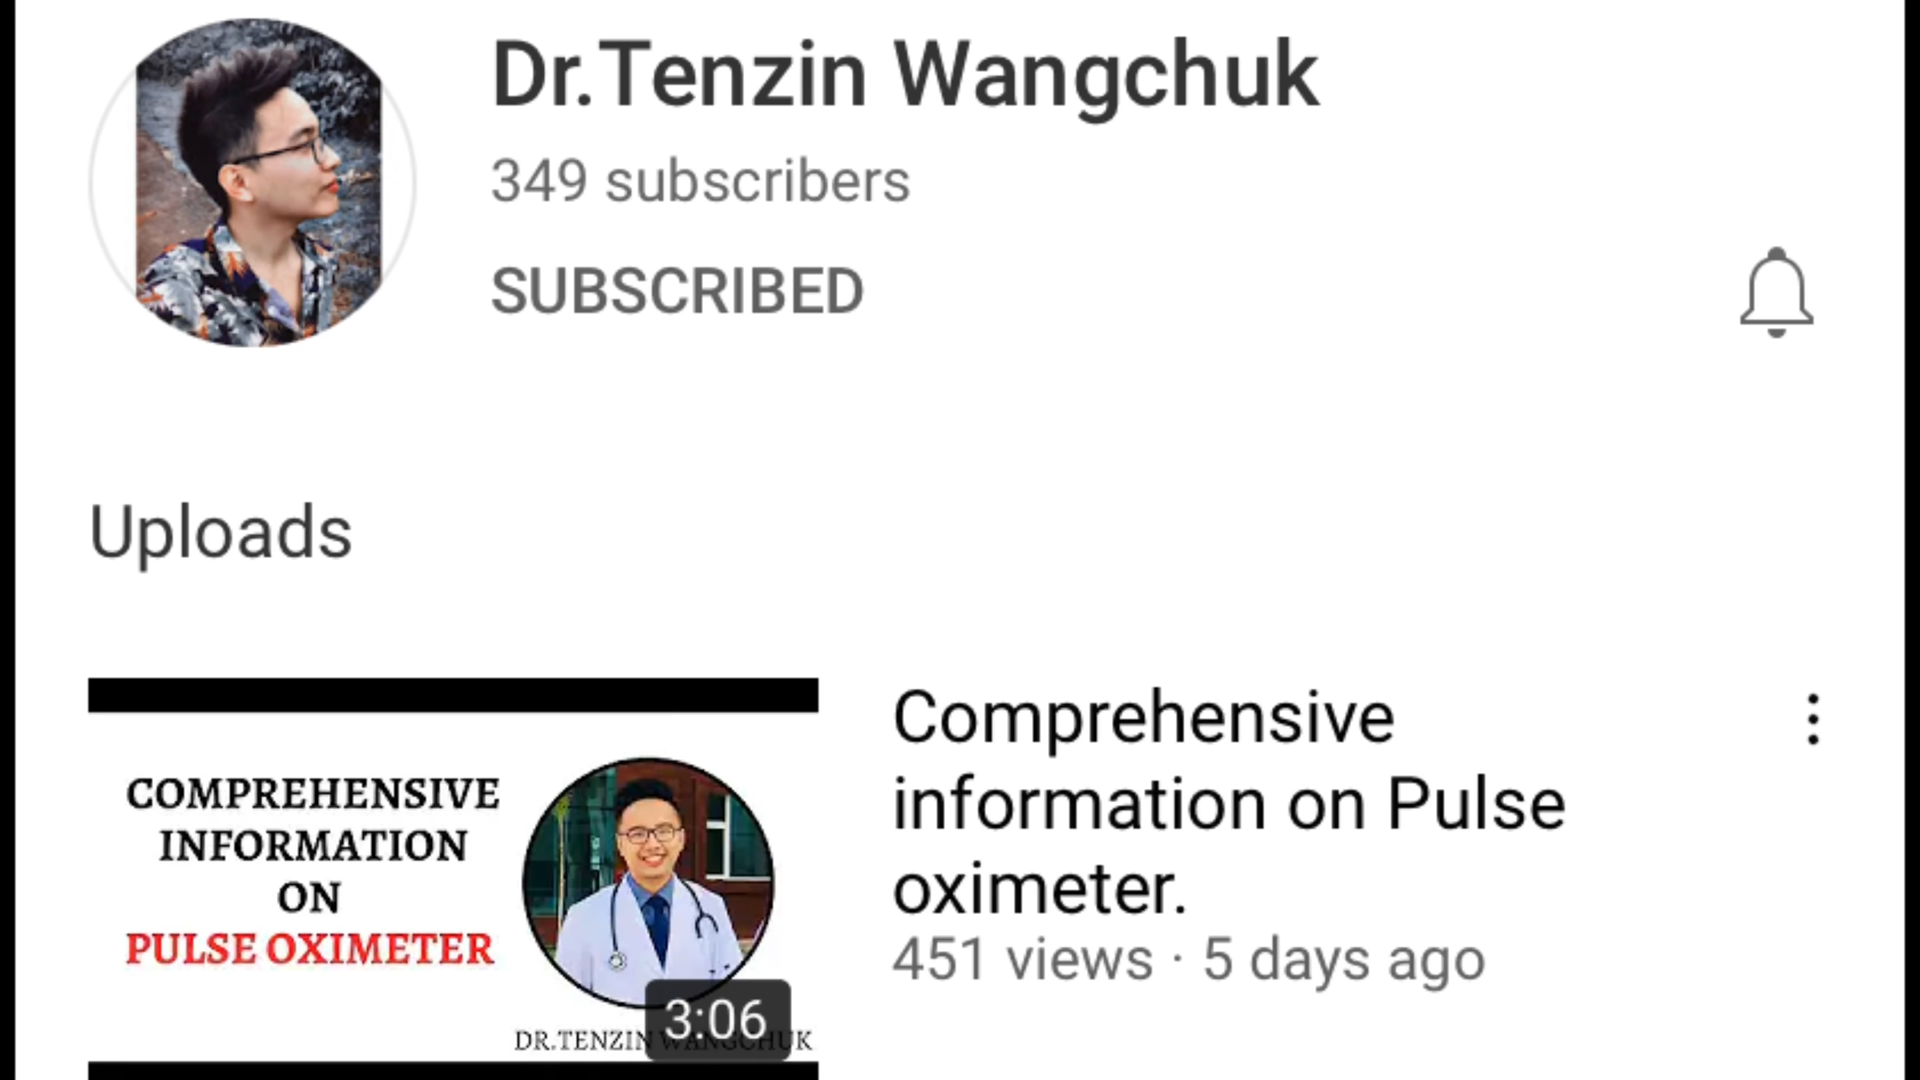 Dr.Tenzin Wangchuk
349 subscribers
SUBSCRIBED
Uploads
COMPREHENSIVE
INFORMATION
ON
PULSE OXIMETER
DR.TENZIN WANGCHUK
3:06
Comprehensive
information on Pulse
oximeter.
451 views · 5 days ago